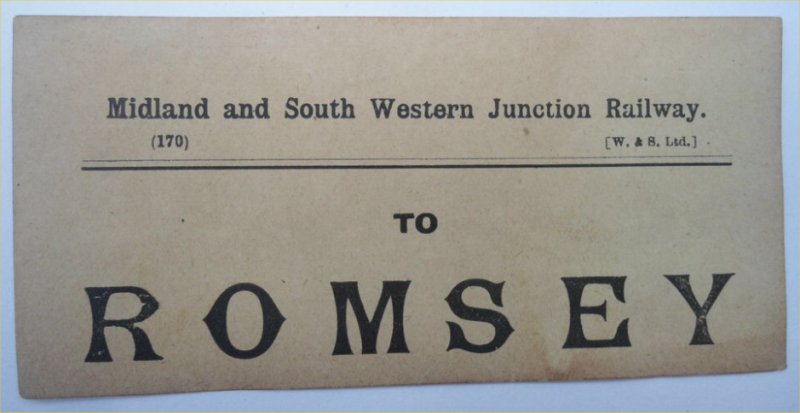 Midland and South Western Junction Railway.
(170) [W. & S. Ltd.]
TO
ROMSEY